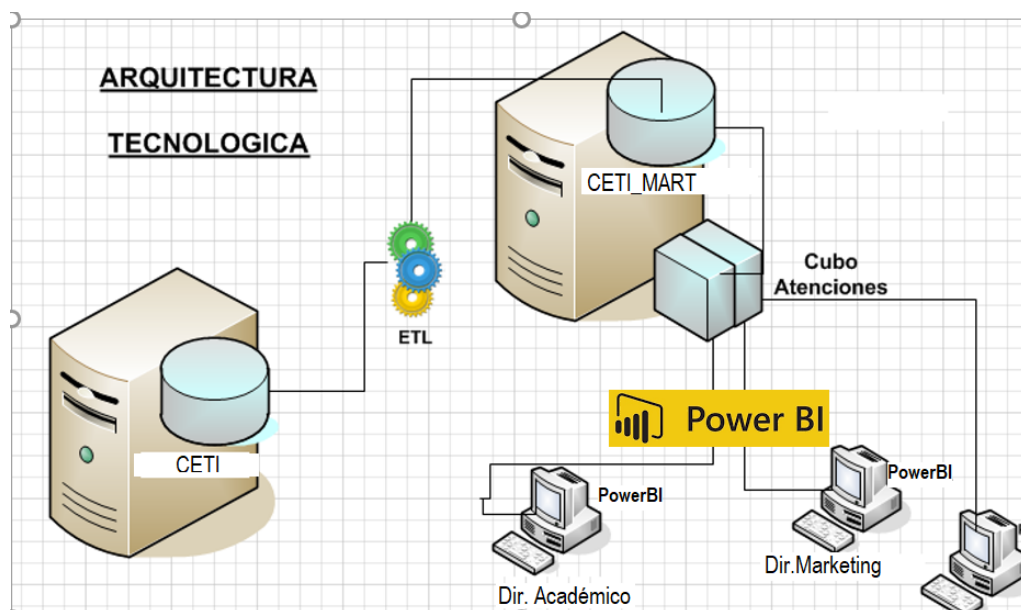 ARQUITECTURA
TECNOLOGICA
CETI_MART
Cubo
Atenciones
ETL
CETI
Power BI
PowerBI
PowerBI
Dir.Marketing
Dir. Académico